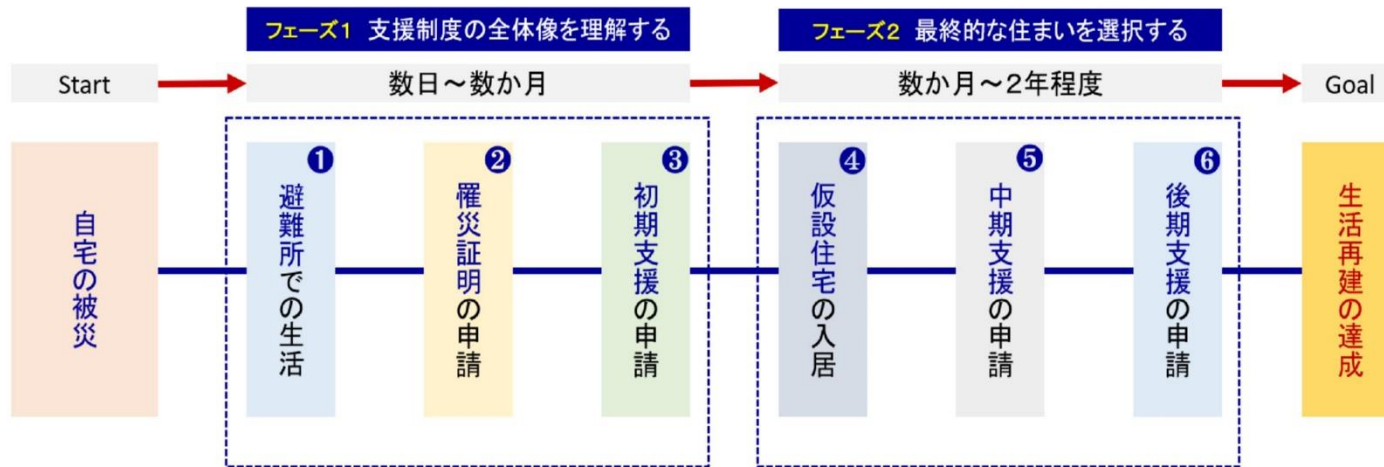 フェーズ1 支援制度の全体像を理解する
フェーズ2 最終的な住まいを選択する
Start
数日～数か月
数か月～2年程度
Goal
自宅の被災
❶
避難所での生活
❷
罹災証明の申請
❸
初期支援の申請
❹
仮設住宅の入居
❺
中期支援の申請
❻
後期支援の申請
生活再建の達成